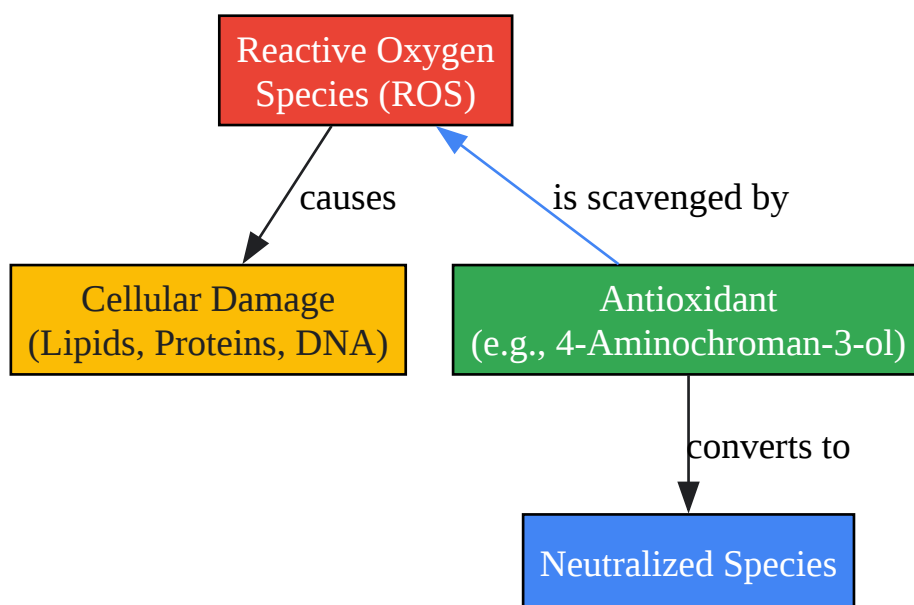 Reactive Oxygen
Species (ROS)
causes
is scavenged by
Cellular Damage
(Lipids, Proteins, DNA)
Antioxidant
(e.g., 4-Aminochroman-3-ol)
converts to
Neutralized Species